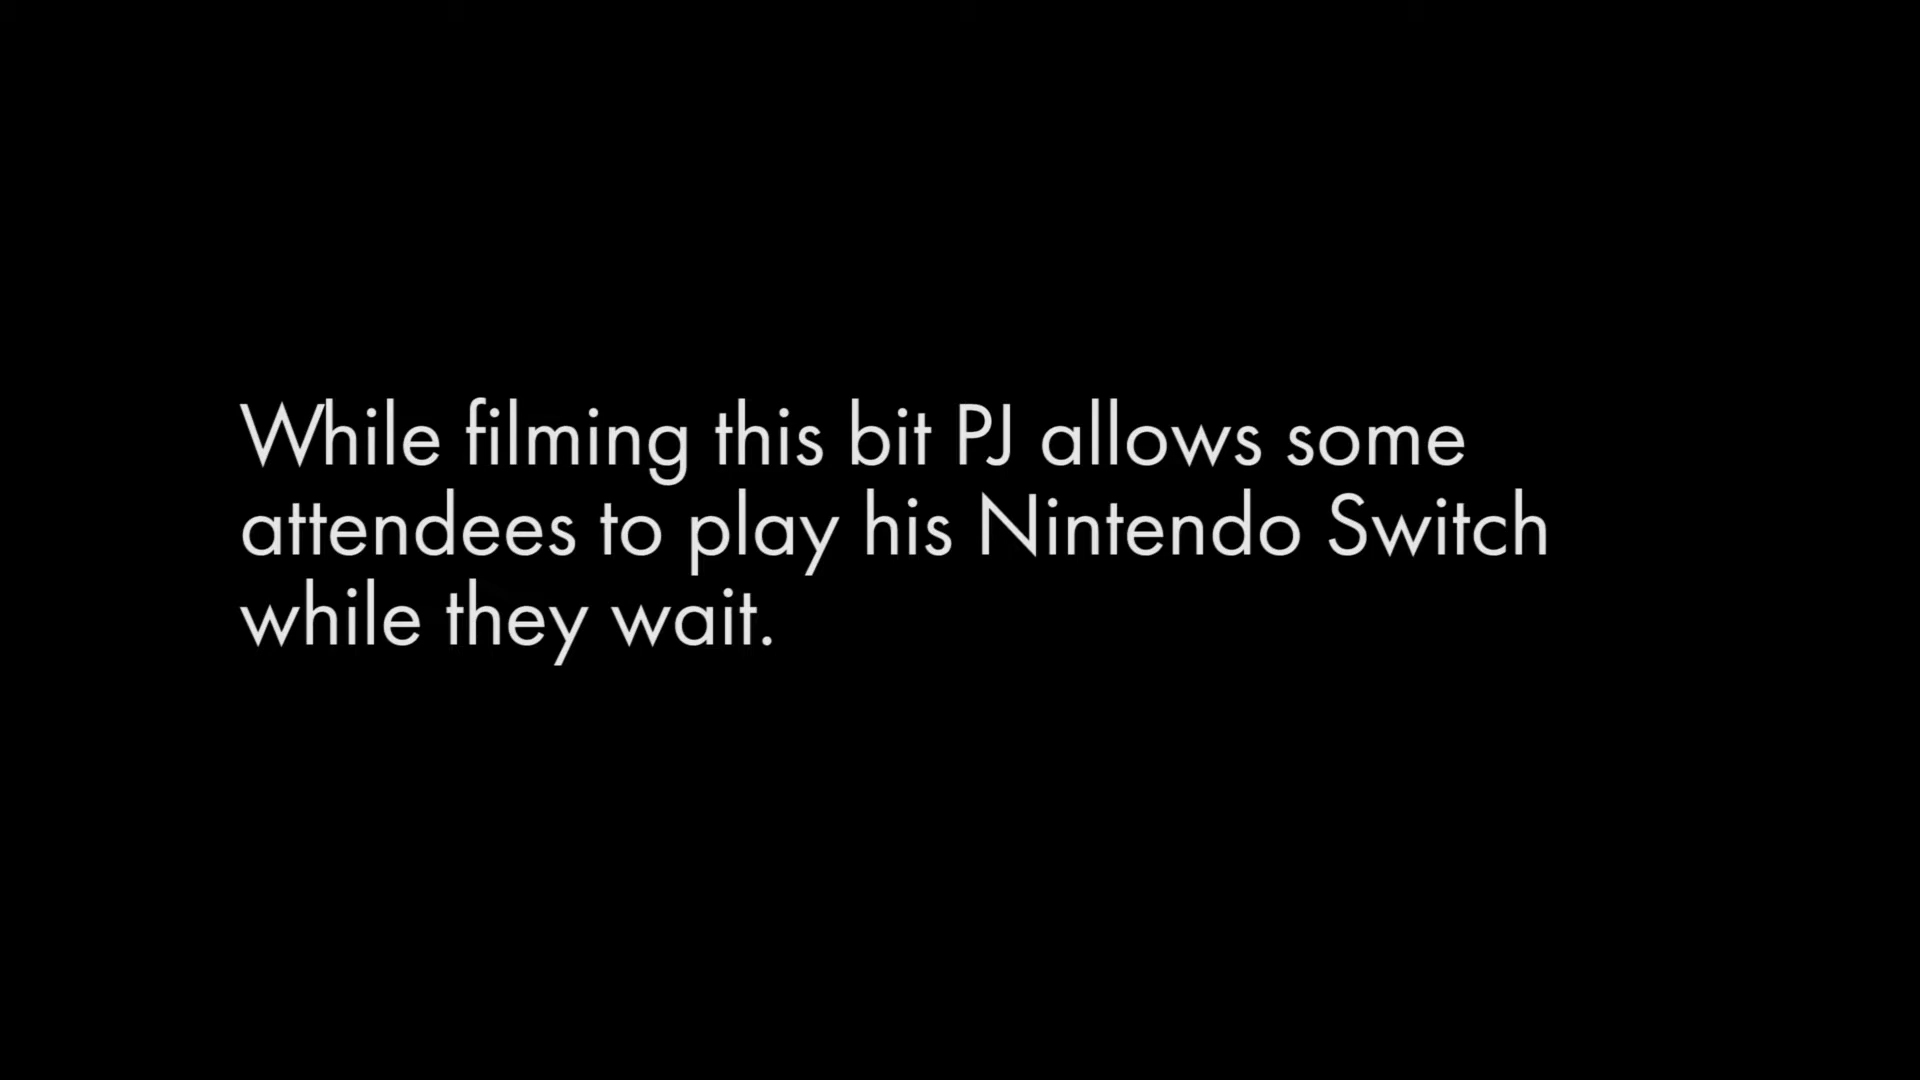 While filming this bit PJ allows some
attendees to play his Nintendo Switch
while they wait.